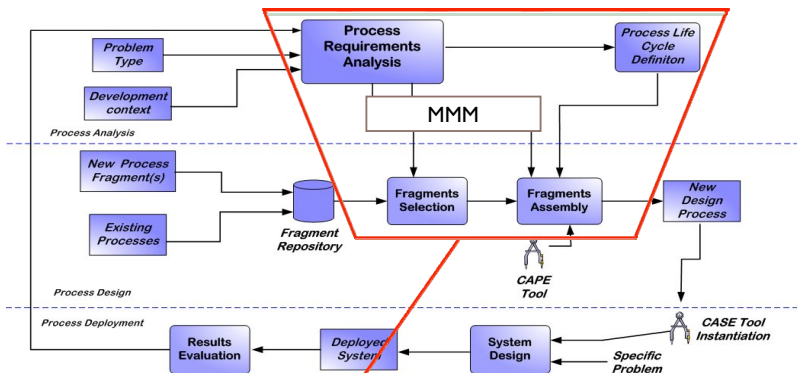 Problem
Type
Process
Requirements
Analysis
Process Life
Cycle
Definiton
Development
context
MMM
Process Analysis
New Process
Fragment(s)
Existing
Processes
Fragment
Repository
Fragments
Selection
Fragments
Assembly
New
Design
Process
CAPE
Tool
Process Design
Process Deployment
Results
Evaluation
Deployed
System
System
Design
CASE Tool
Instantiation
Specific
Problem